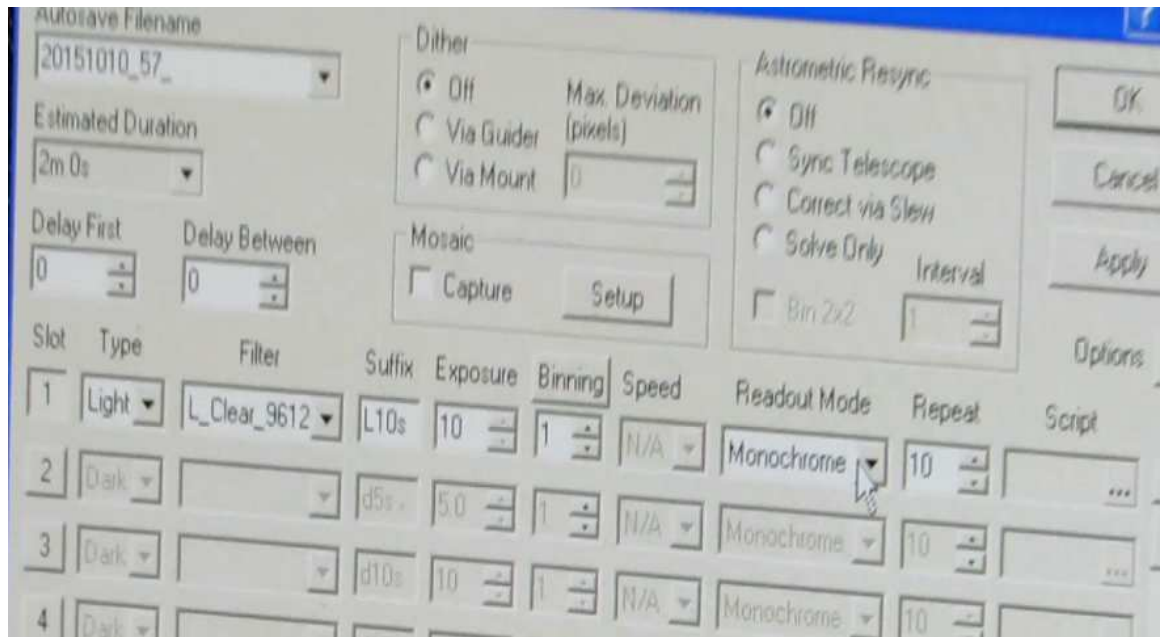 Autosave Filename
20151010_57_
Estimated Duration
2m 0s
Delay First
Delay Between
0
0
Dither
Off
Via Guider
Via Mount
Max. Deviation
(pixels)
0
Mosaic
Capture
Setup
Astrometric Resync
Off
Sync Telescope
Correct via Slew
Solve Only
Interval
Bin 2x2
1
OK
Cancel
Apply
Options
Slot Type Filter Suffix Exposure Binning Speed Readout Mode Repeat Script
1 Light L_Clear_9612 L10s 10 1 N/A Monochrome 10 ...
2 Dark d5s 5.0 1 N/A Monochrome 10 ...
3 Dark d10s 10 1 N/A Monochrome 10
4 Dark N/A Monochrome 10